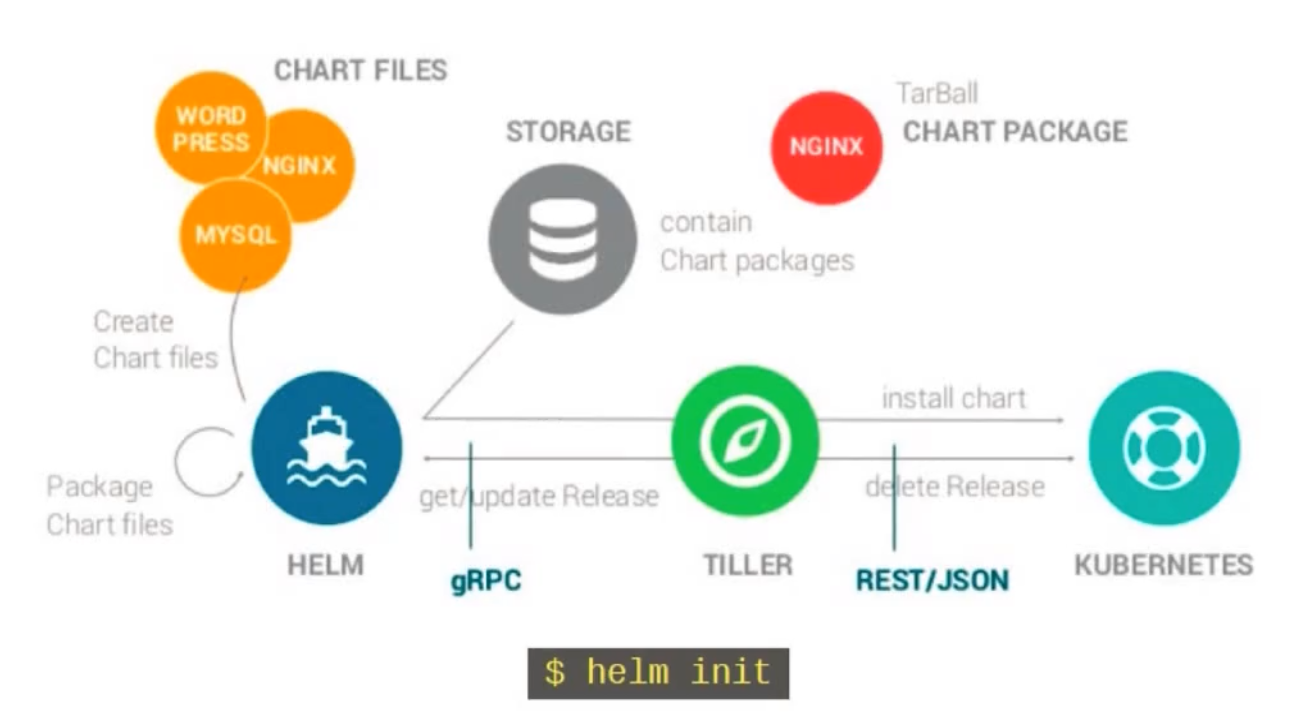 CHART FILES
WORD
PRESS
NGINX
MYSQL
STORAGE
contain
Chart packages
NGINX
TarBall
CHART PACKAGE
Create
Chart files
Package
Chart files
HELM
get/update Release
gRPC
TILLER
install chart
delete Release
REST/JSON
KUBERNETES
$ helm init